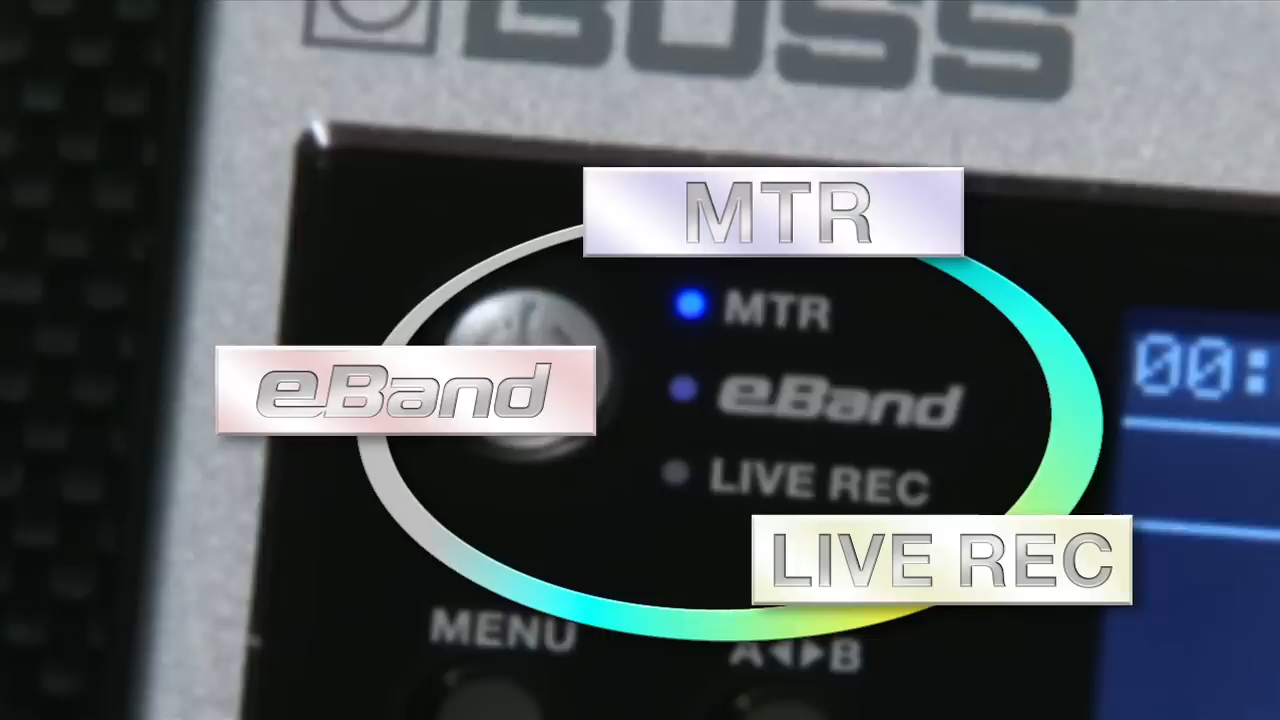 BOSS
MTR
MTR
00:
eBand
eBand
LIVE REC
LIVE REC
MENU
A◀▶B